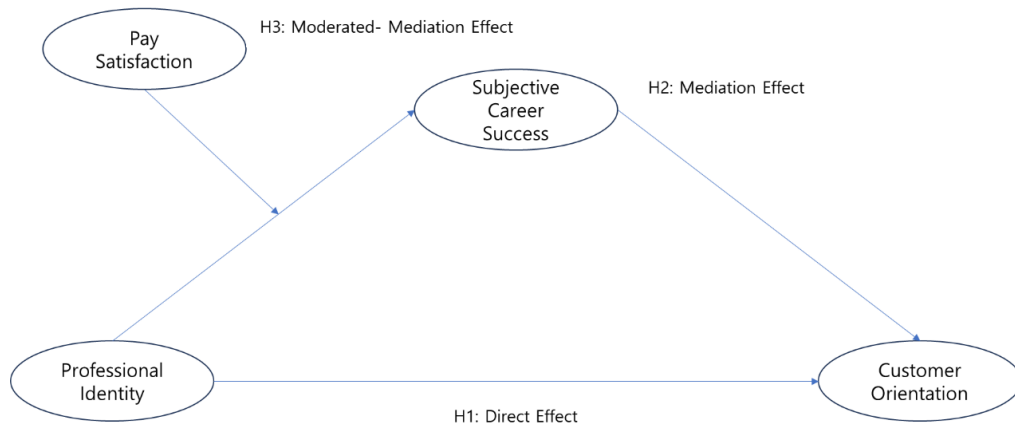 H3: Moderated- Mediation Effect
Pay
Satisfaction
Subjective
Career
Success
H2: Mediation Effect
Professional
Identity
Customer
Orientation
H1: Direct Effect